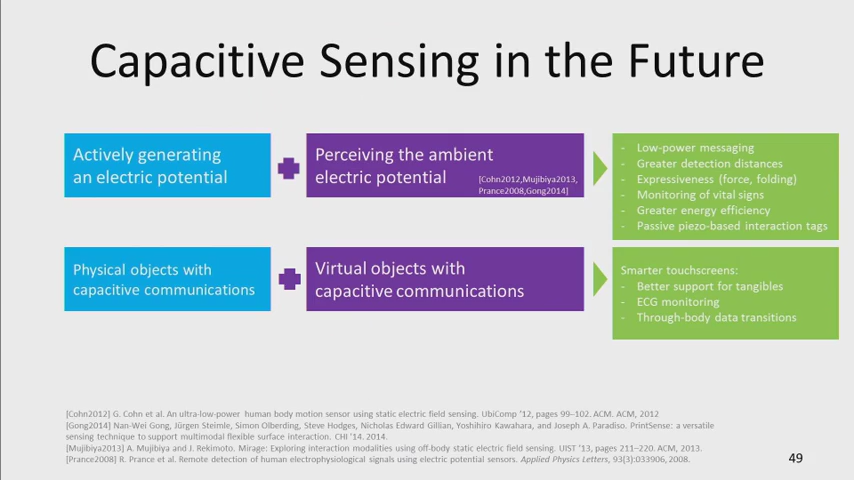 Capacitive Sensing in the Future
Actively generating
an electric potential
Perceiving the ambient
electric potential
[Cohn2012,Mujibiya2013,
Prance2008,Gong2014]
- Low-power messaging
- Greater detection distances
- Expressiveness (force, folding)
- Monitoring of vital signs
- Greater energy efficiency
- Passive piezo-based interaction tags
Physical objects with
capacitive communications
Virtual objects with
capacitive communications
Smarter touchscreens:
- Better support for tangibles
- ECG monitoring
- Through-body data transitions
[Cohn2012] G. Cohn et al. An ultra-low-power human body motion sensor using static electric field sensing. UbiComp '12, pages 99–102. ACM. ACM, 2012
[Gong2014] Nan-Wei Gong, Jürgen Steimle, Simon Olberding, Steve Hodges, Nicholas Edward Gillian, Yoshihiro Kawahara, and Joseph A. Paradiso. PrintSense: a versatile
sensing technique to support multimodal flexible surface interaction. CHI '14. 2014.
[Mujibiya2013] A. Mujibiya and J. Rekimoto. Mirage: Exploring interaction modalities using off-body static electric field sensing. UIST '13, pages 211–220. ACM, 2013.
[Prance2008] R. Prance et al. Remote detection of human electrophysiological signals using electric potential sensors. Applied Physics Letters, 93(3):033906, 2008.
49